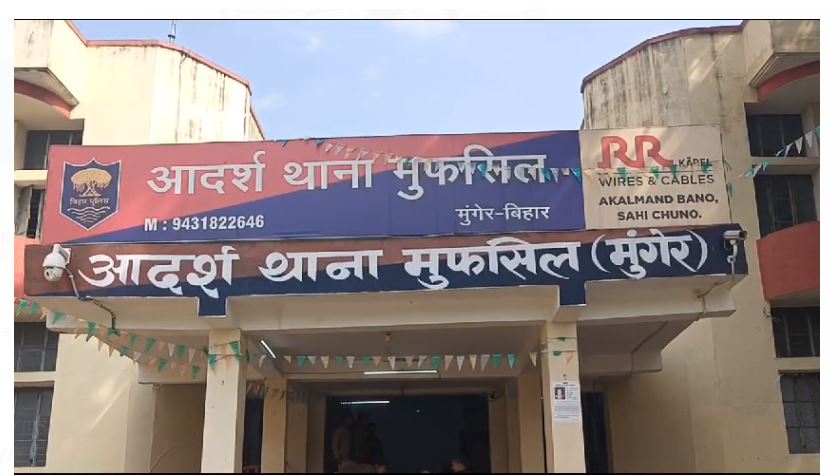 आदर्श थाना मुफसिल
बिहार पुलिस
M : 9431822646
मुंगेर-बिहार
RR KABEL
WIRES & CABLES
AKALMAND BANO,
SAHI CHUNO.
आदर्श थाना मुफसिल (मुंगेर)